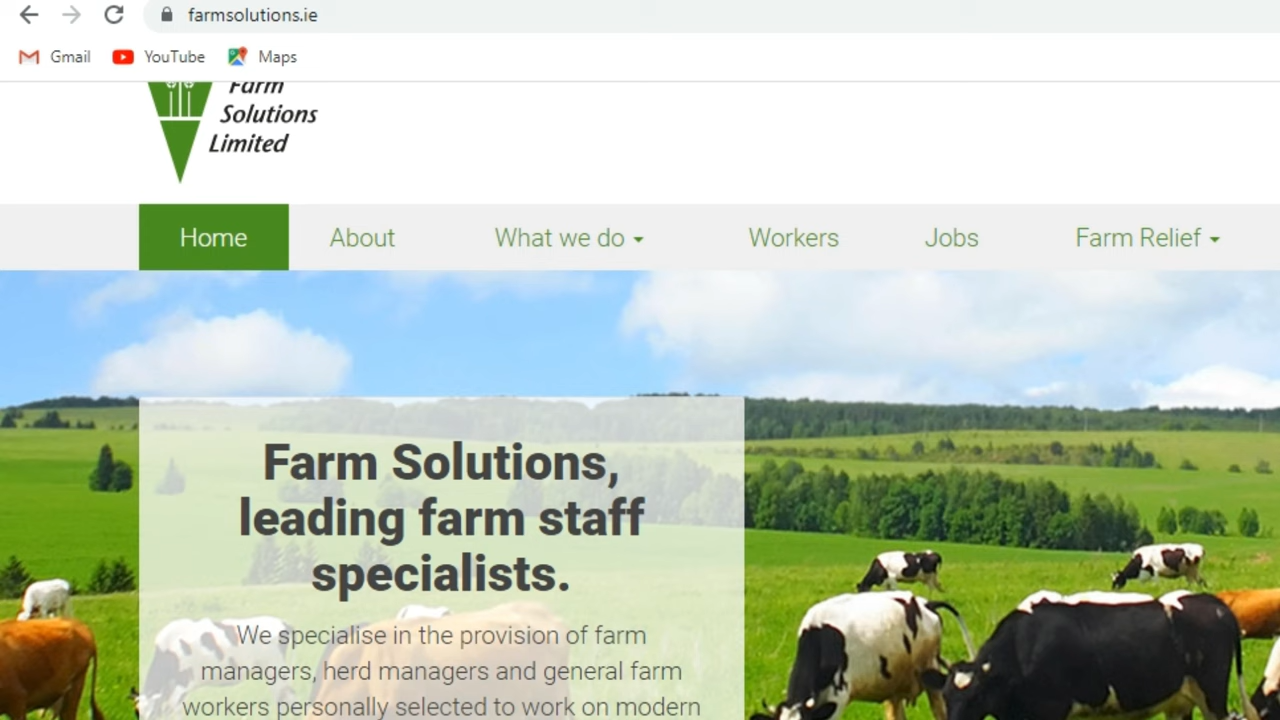 farmsolutions.ie
Gmail YouTube Maps
Farm
Solutions
Limited
Home About What we do Workers Jobs Farm Relief
Farm Solutions,
leading farm staff
specialists.
We specialise in the provision of farm
managers, herd managers and general farm
workers personally selected to work on modern